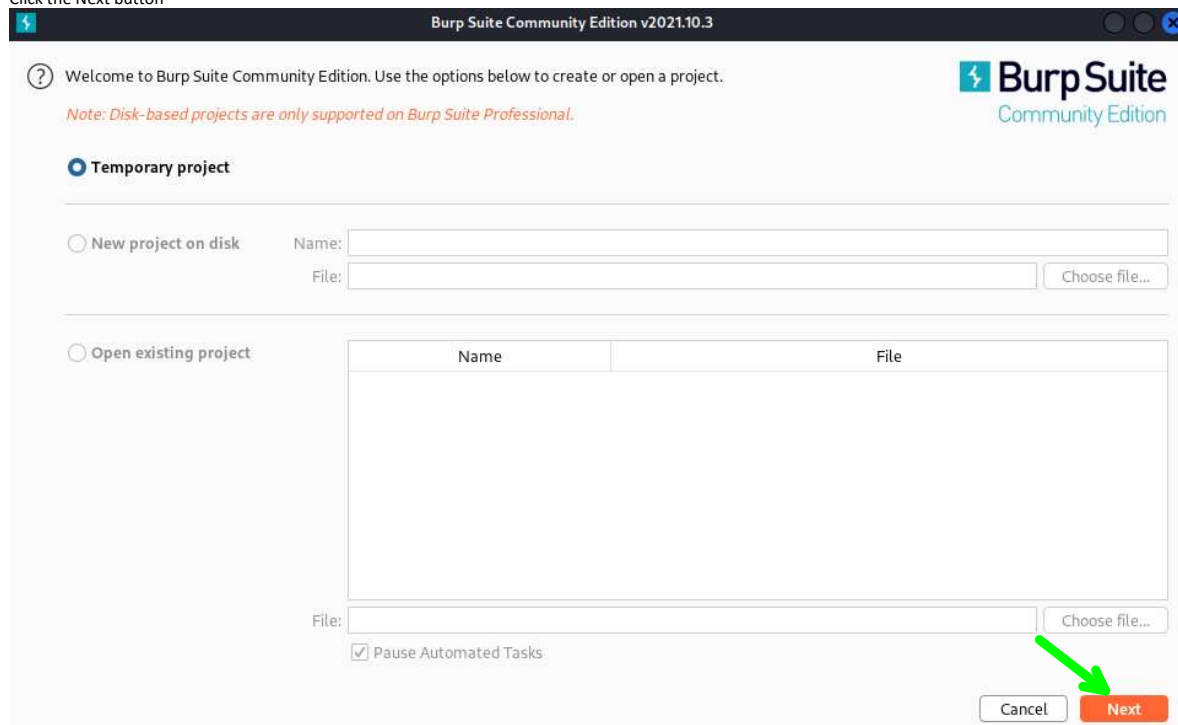 Click the Next button
Burp Suite Community Edition v2021.10.3
? Welcome to Burp Suite Community Edition. Use the options below to create or open a project.
Note: Disk-based projects are only supported on Burp Suite Professional.
Burp Suite
Community Edition
Temporary project
New project on disk Name:
File: Choose file...
Open existing project Name File
File: Choose file...
Pause Automated Tasks
Cancel Next